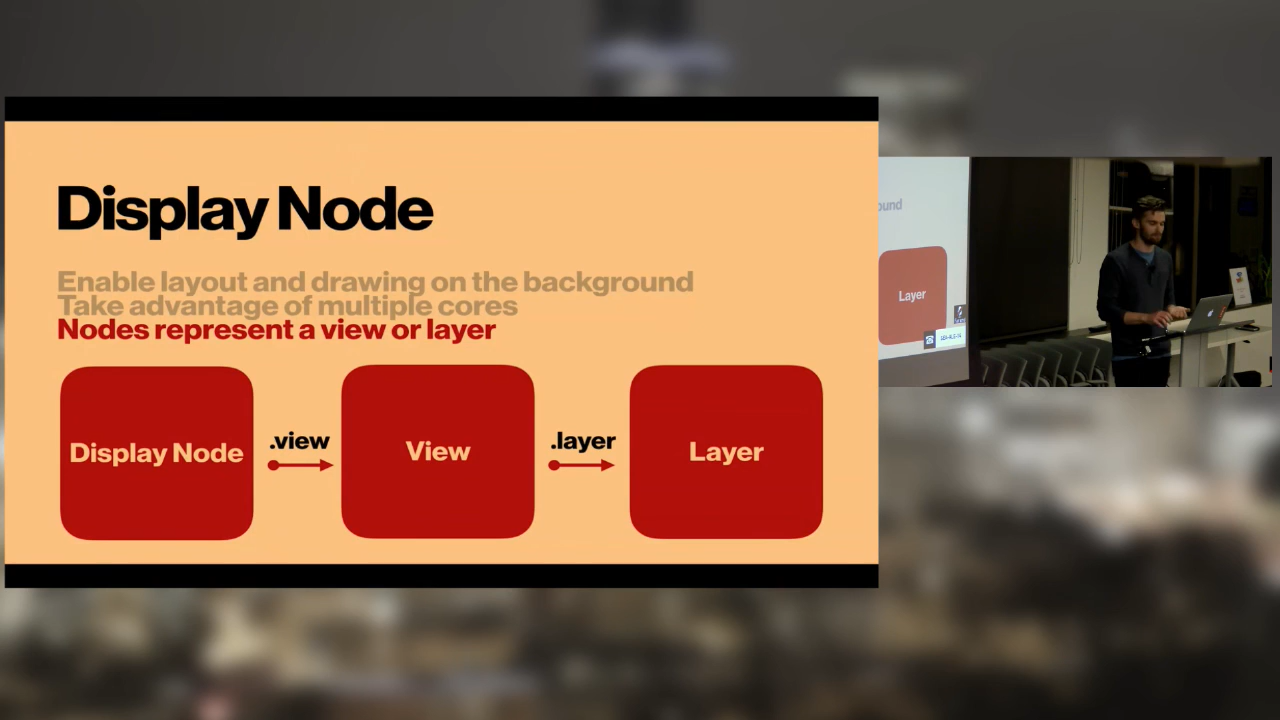 Display Node
Enable layout and drawing on the background
Take advantage of multiple cores
Nodes represent a view or layer
Display Node
.view
View
.layer
Layer
Layer